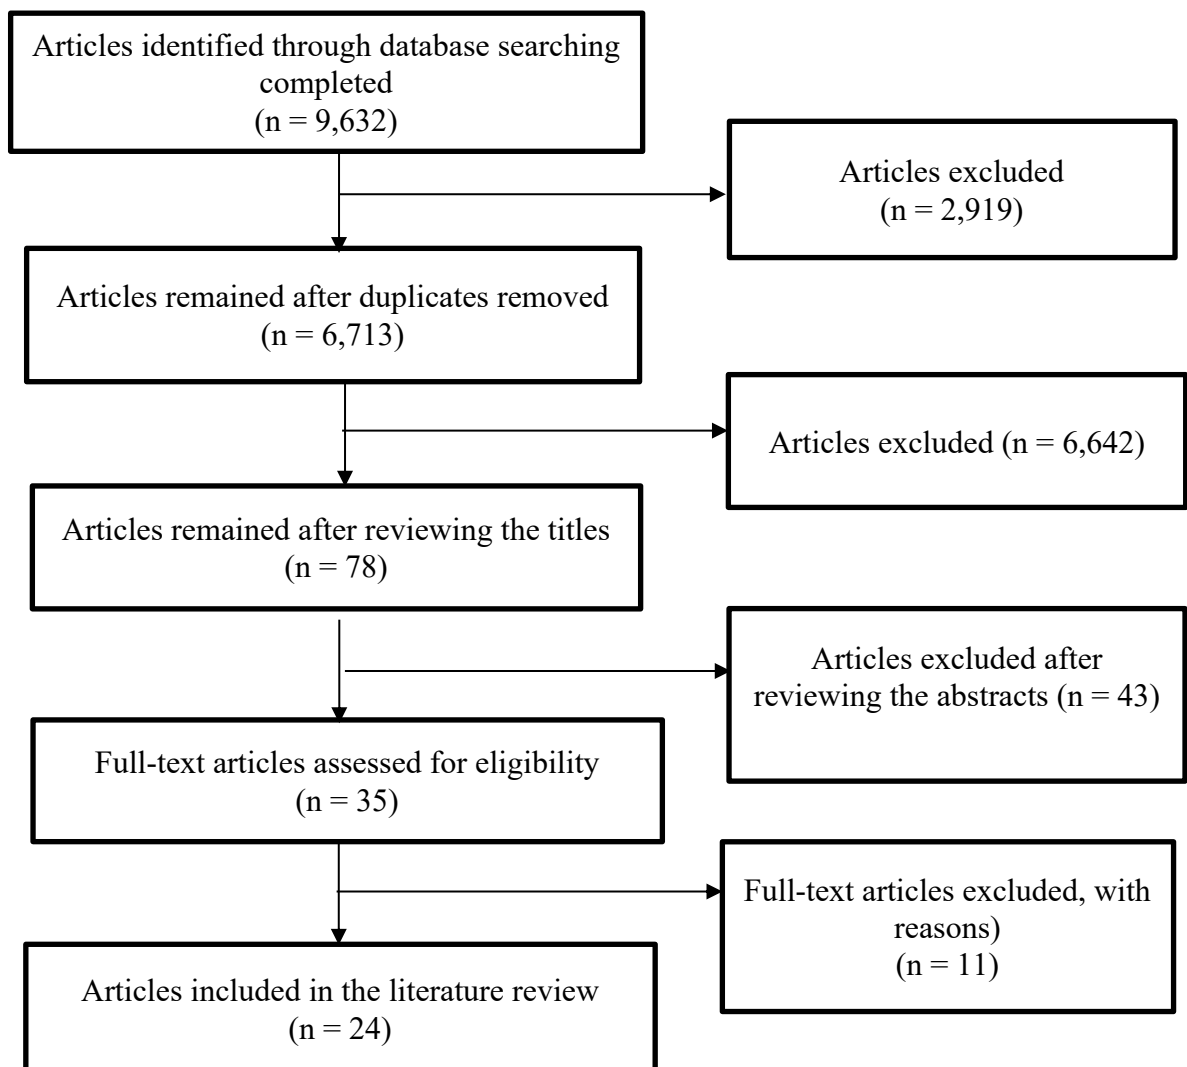 Articles identified through database searching
completed
(n = 9,632)
Articles excluded
(n = 2,919)
Articles remained after duplicates removed
(n = 6,713)
Articles excluded (n = 6,642)
Articles remained after reviewing the titles
(n = 78)
Articles excluded after
reviewing the abstracts (n = 43)
Full-text articles assessed for eligibility
(n = 35)
Full-text articles excluded, with
reasons)
(n = 11)
Articles included in the literature review
(n = 24)